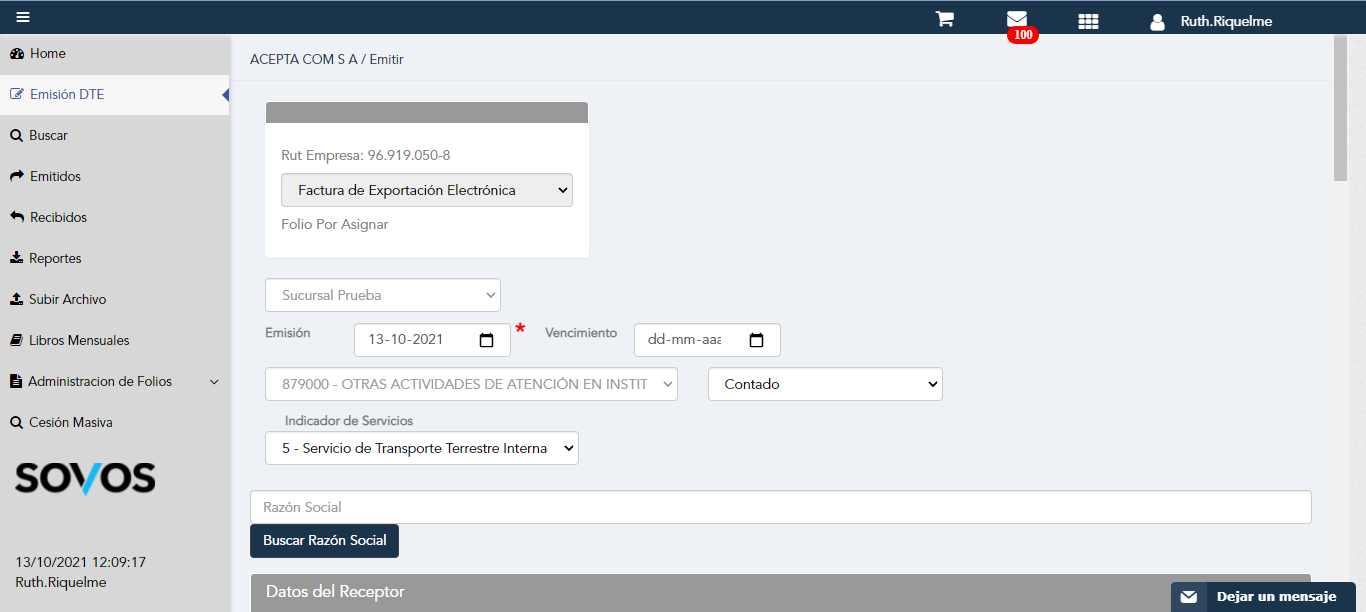 Ruth.Riquelme
100
Home
ACEPTA COM S A / Emitir
Emisión DTE
Buscar
Emitidos
Recibidos
Reportes
Subir Archivo
Libros Mensuales
Administracion de Folios
Cesión Masiva
SOVOS
13/10/2021 12:09:17
Ruth.Riquelme
Rut Empresa: 96.919.050-8
Factura de Exportación Electrónica
Folio Por Asignar
Sucursal Prueba
Emisión 13-10-2021 * Vencimiento dd-mm-aaa
879000 - OTRAS ACTIVIDADES DE ATENCIÓN EN INSTIT Contado
Indicador de Servicios
5 - Servicio de Transporte Terrestre Interna
Razón Social
Buscar Razón Social
Datos del Receptor
Dejar un mensaje